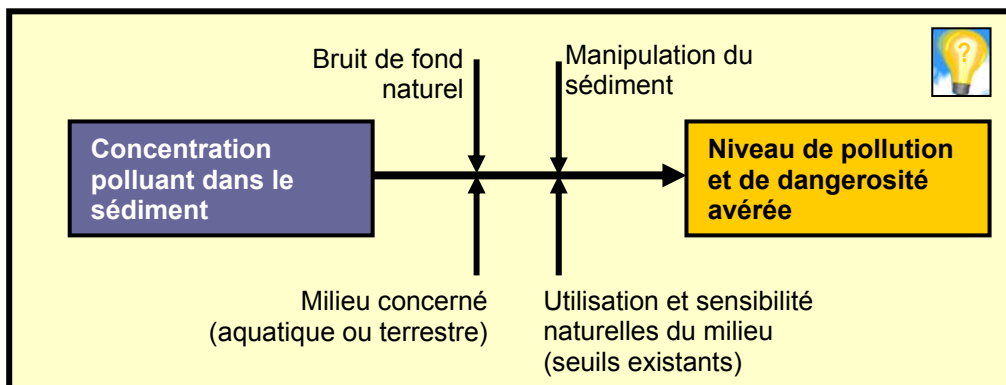 Bruit de fond
naturel
Manipulation du
sédiment
?
Concentration
polluant dans le
sédiment
Niveau de pollution
et de dangerosité
avérée
Milieu concerné
(aquatique ou terrestre)
Utilisation et sensibilité
naturelles du milieu
(seuils existants)